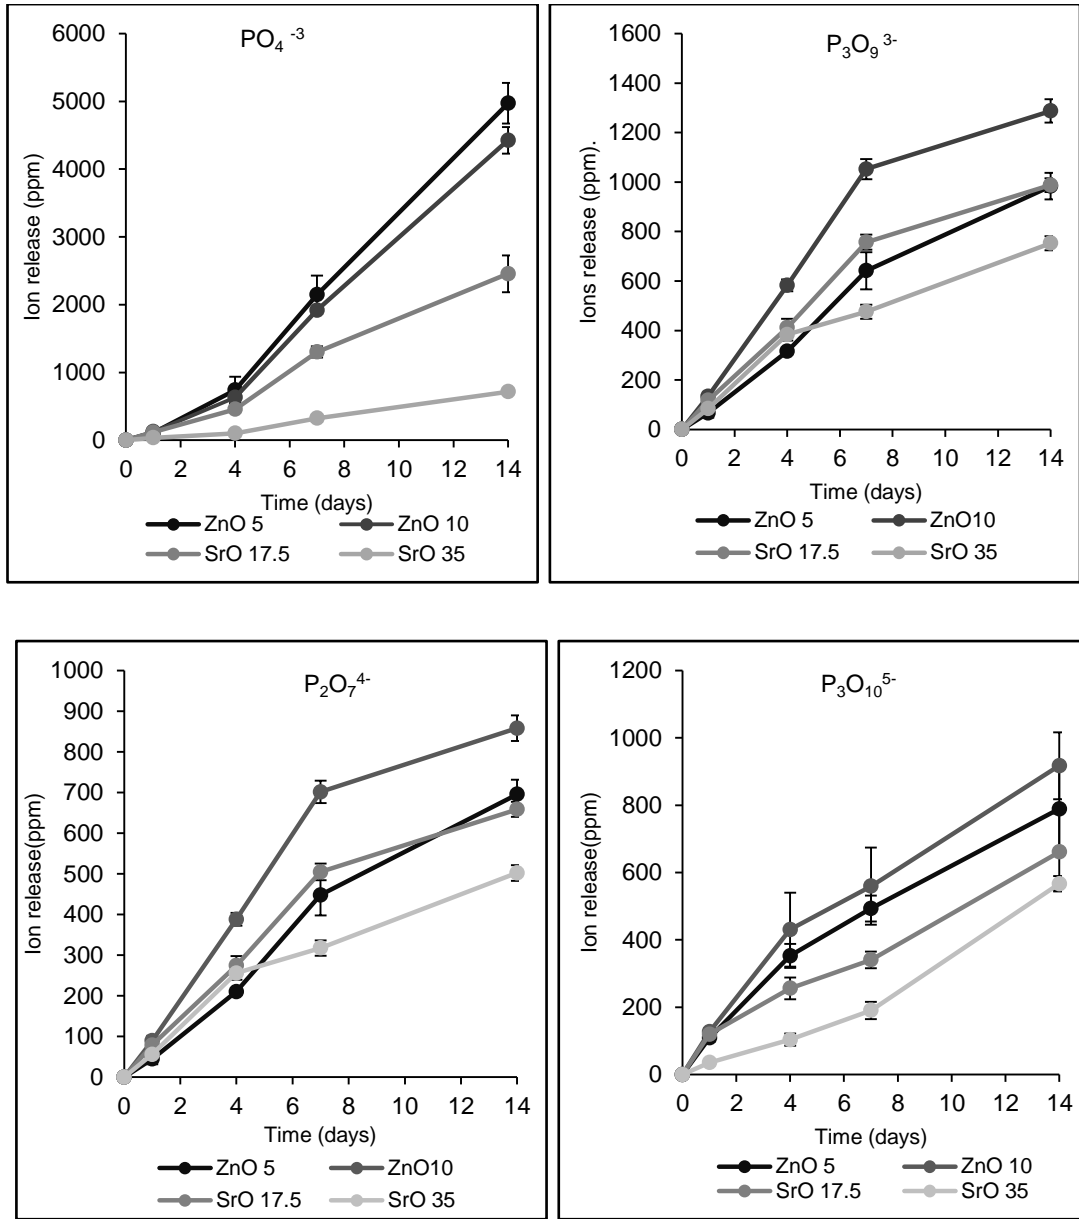 PO4 -3
6000
5000
4000
3000
2000
1000
0
Ion release (ppm)
0 2 4 6 8 10 12 14
Time (days)
ZnO 5 ZnO 10
SrO 17.5 SrO 35
P3O9 3-
1600
1400
1200
1000
800
600
400
200
0
Ions release (ppm).
0 2 4 6 8 10 12 14
Time (days)
ZnO 5 ZnO10
SrO 17.5 SrO 35
P2O7 4-
1000
900
800
700
600
500
400
300
200
100
0
Ion release(ppm)
0 2 4 6 8 10 12 14
Time (days)
ZnO 5 ZnO10
SrO 17.5 SrO 35
P3O10 5-
1200
1000
800
600
400
200
0
Ion release(ppm)
0 2 4 6 8 10 12 14
Time (days)
ZnO 5 ZnO 10
SrO 17.5 SrO 35